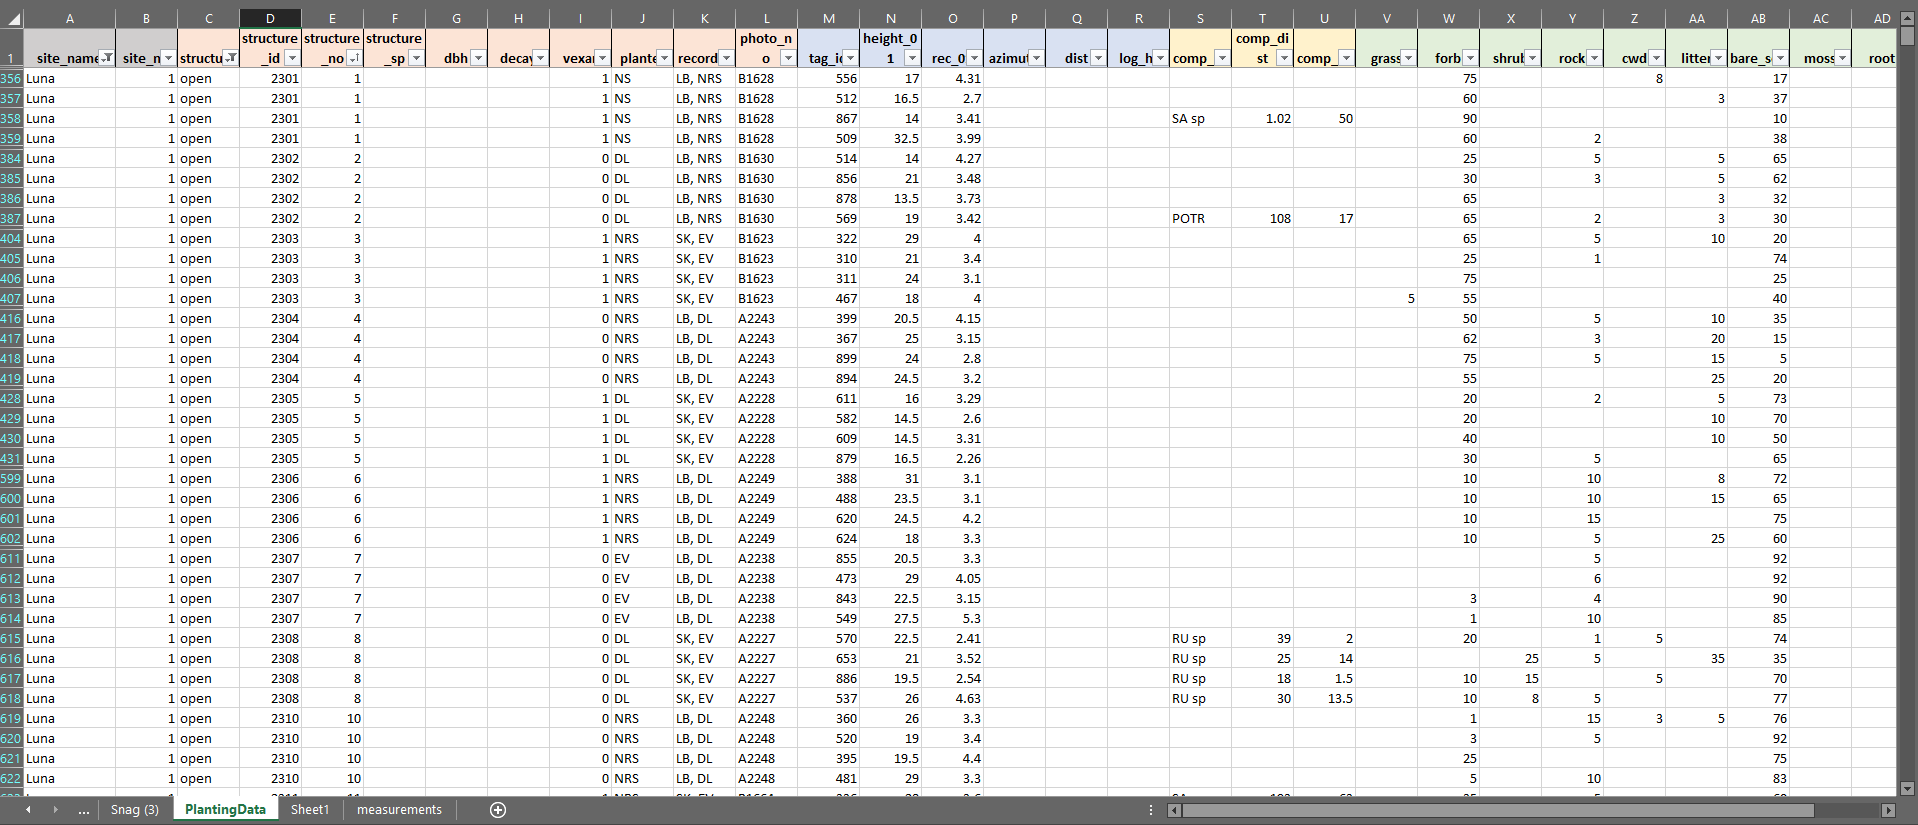 A B C D E F G H I J K L M N O P Q R S T U V W X Y Z AA AB AC AD
structure structure structure photo_n height_0 comp_di
1 site_name site_n structu _id _no _sp dbh decay vexa plante record o tag_i 1 rec_0 azimut dist log_h comp_ st comp_ grass forb shrub rock cwd litter bare_s moss root
356 Luna 1 open 2301 1 1 NS LB, NRS B1628 556 17 4.31 75 8 17
357 Luna 1 open 2301 1 1 NS LB, NRS B1628 512 16.5 2.7 60 3 37
358 Luna 1 open 2301 1 1 NS LB, NRS B1628 867 14 3.41 SA sp 1.02 50 90 10
359 Luna 1 open 2301 1 1 NS LB, NRS B1628 509 32.5 3.99 60 2 38
384 Luna 1 open 2302 2 0 DL LB, NRS B1630 514 14 4.27 25 5 5 65
385 Luna 1 open 2302 2 0 DL LB, NRS B1630 856 21 3.48 30 3 5 62
386 Luna 1 open 2302 2 0 DL LB, NRS B1630 878 13.5 3.73 65 3 32
387 Luna 1 open 2302 2 0 DL LB, NRS B1630 569 19 3.42 POTR 108 17 65 2 3 30
404 Luna 1 open 2303 3 1 NRS SK, EV B1623 322 29 4 65 5 10 20
405 Luna 1 open 2303 3 1 NRS SK, EV B1623 310 21 3.4 25 1 74
406 Luna 1 open 2303 3 1 NRS SK, EV B1623 311 24 3.1 75 25
407 Luna 1 open 2303 3 1 NRS SK, EV B1623 467 18 4 5 55 40
416 Luna 1 open 2304 4 0 NRS LB, DL A2243 399 20.5 4.15 50 5 10 35
417 Luna 1 open 2304 4 0 NRS LB, DL A2243 367 25 3.15 62 3 20 15
418 Luna 1 open 2304 4 0 NRS LB, DL A2243 899 24 2.8 75 5 15 5
419 Luna 1 open 2304 4 0 NRS LB, DL A2243 894 24.5 3.2 55 25 20
428 Luna 1 open 2305 5 1 DL SK, EV A2228 611 16 3.29 20 2 5 73
429 Luna 1 open 2305 5 1 DL SK, EV A2228 582 14.5 2.6 20 10 70
430 Luna 1 open 2305 5 1 DL SK, EV A2228 609 14.5 3.31 40 10 50
431 Luna 1 open 2305 5 1 DL SK, EV A2228 879 16.5 2.26 30 5 65
599 Luna 1 open 2306 6 1 NRS LB, DL A2249 388 31 3.1 10 10 8 72
600 Luna 1 open 2306 6 1 NRS LB, DL A2249 488 23.5 3.1 10 10 15 65
601 Luna 1 open 2306 6 1 NRS LB, DL A2249 620 24.5 4.2 10 15 75
602 Luna 1 open 2306 6 1 NRS LB, DL A2249 624 18 3.3 10 5 25 60
611 Luna 1 open 2307 7 0 EV LB, DL A2238 855 20.5 3.3 5 92
612 Luna 1 open 2307 7 0 EV LB, DL A2238 473 29 4.05 6 92
613 Luna 1 open 2307 7 0 EV LB, DL A2238 843 22.5 3.15 3 4 90
614 Luna 1 open 2307 7 0 EV LB, DL A2238 549 27.5 5.3 1 10 85
615 Luna 1 open 2308 8 0 DL SK, EV A2227 570 22.5 2.41 RU sp 39 2 20 1 5 74
616 Luna 1 open 2308 8 0 DL SK, EV A2227 653 21 3.52 RU sp 25 14 25 5 35 35
617 Luna 1 open 2308 8 0 DL SK, EV A2227 886 19.5 2.54 RU sp 18 1.5 10 15 5 70
618 Luna 1 open 2308 8 0 DL SK, EV A2227 537 26 4.63 RU sp 30 13.5 10 8 5 77
619 Luna 1 open 2310 10 0 NRS LB, DL A2248 360 26 3.3 1 15 3 5 76
620 Luna 1 open 2310 10 0 NRS LB, DL A2248 520 19 3.4 3 5 92
621 Luna 1 open 2310 10 0 NRS LB, DL A2248 395 19.5 4.4 25 75
622 Luna 1 open 2310 10 0 NRS LB, DL A2248 481 29 3.3 5 10 83
... Snag (3) PlantingData Sheet1 measurements